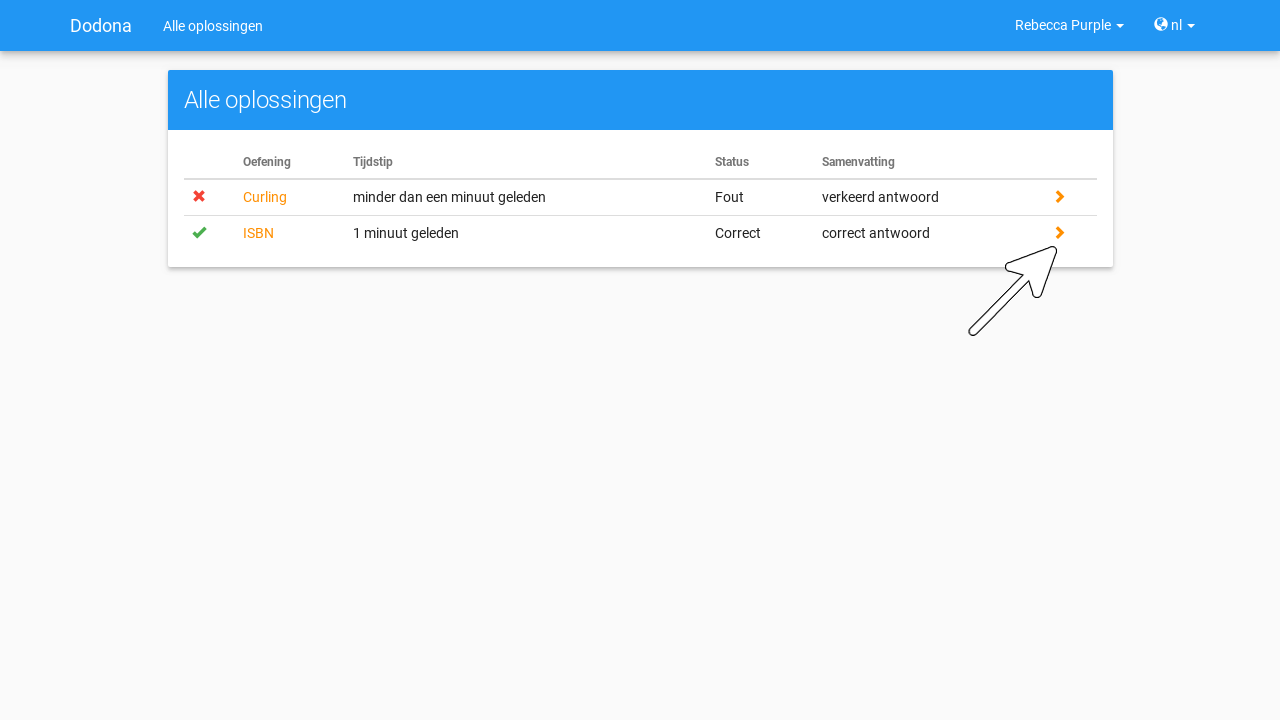 Dodona Alle oplossingen Rebecca Purple nl
Alle oplossingen
Oefening Tijdstip Status Samenvatting
Curling minder dan een minuut geleden Fout verkeerd antwoord
ISBN 1 minuut geleden Correct correct antwoord